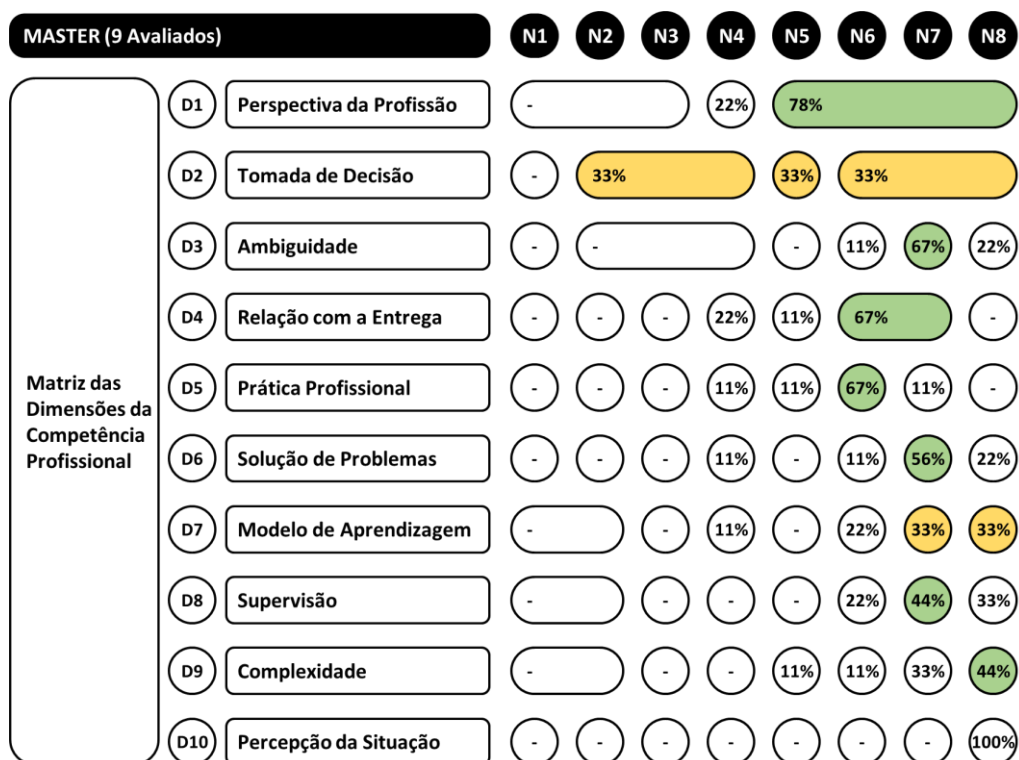 MASTER (9 Avaliados) N1 N2 N3 N4 N5 N6 N7 N8
Matriz das
Dimensões da
Competência
Profissional
D1 Perspectiva da Profissão - 22% 78%
D2 Tomada de Decisão - 33% 33% 33%
D3 Ambiguidade - - - 11% 67% 22%
D4 Relação com a Entrega - - - 22% 11% 67% -
D5 Prática Profissional - - - 11% 11% 67% 11% -
D6 Solução de Problemas - - - 11% - 11% 56% 22%
D7 Modelo de Aprendizagem - - 11% - 22% 33% 33%
D8 Supervisão - - - - 22% 44% 33%
D9 Complexidade - - - 11% 11% 33% 44%
D10 Percepção da Situação - - - - - - - 100%